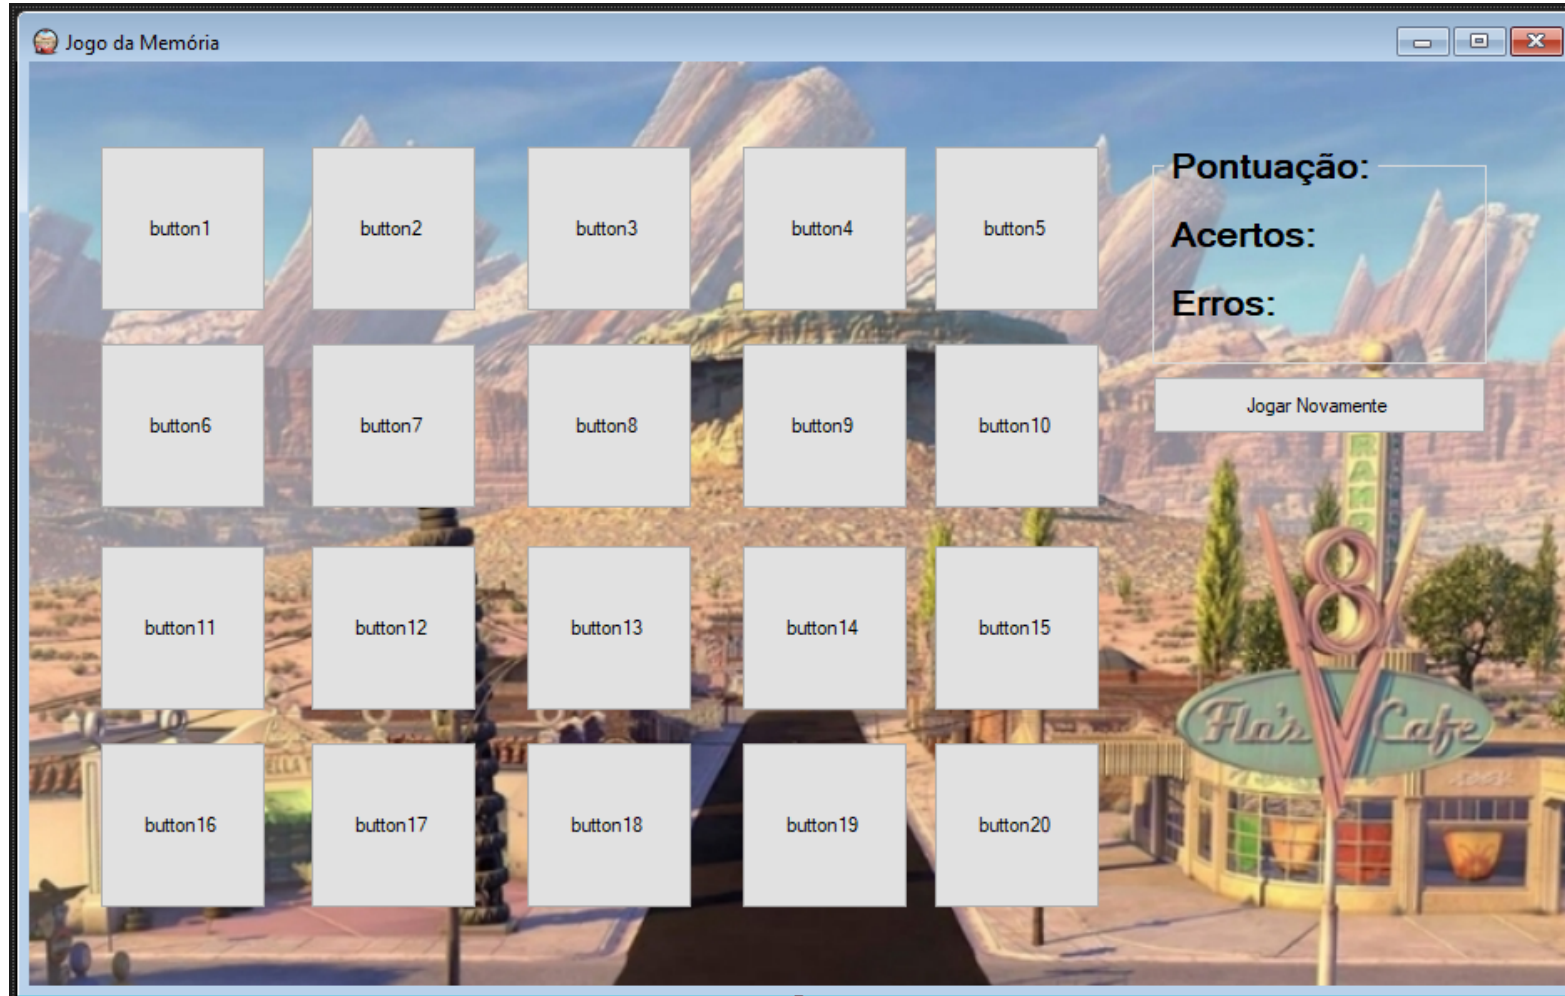 Jogo da Memória
button1 button2 button3 button4 button5
Pontuação:
Acertos:
Erros:
button6 button7 button8 button9 button10
Jogar Novamente
button11 button12 button13 button14 button15
8
Flo's V Cafe
button16 button17 button18 button19 button20